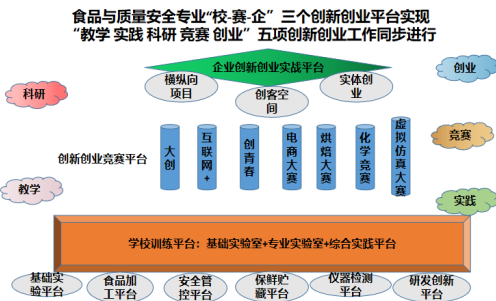 食品与质量安全专业“校-赛-企”三个创新创业平台实现
“教学 实践 科研 竞赛 创业”五项创新创业工作同步进行
企业创新创业实战平台
横纵向
项目
创客空
间
实体创
业
科研
创业
创新创业竞赛平台
大创
互联网+
创青春
电商大赛
烘焙大赛
化学竞赛
虚拟仿真大赛
竞赛
教学
实践
学校训练平台：基础实验室+专业实验室+综合实践平台
基础实
验平台
食品加
工平台
安全管
控平台
保鲜贮
藏平台
仪器检测
平台
研发创新
平台